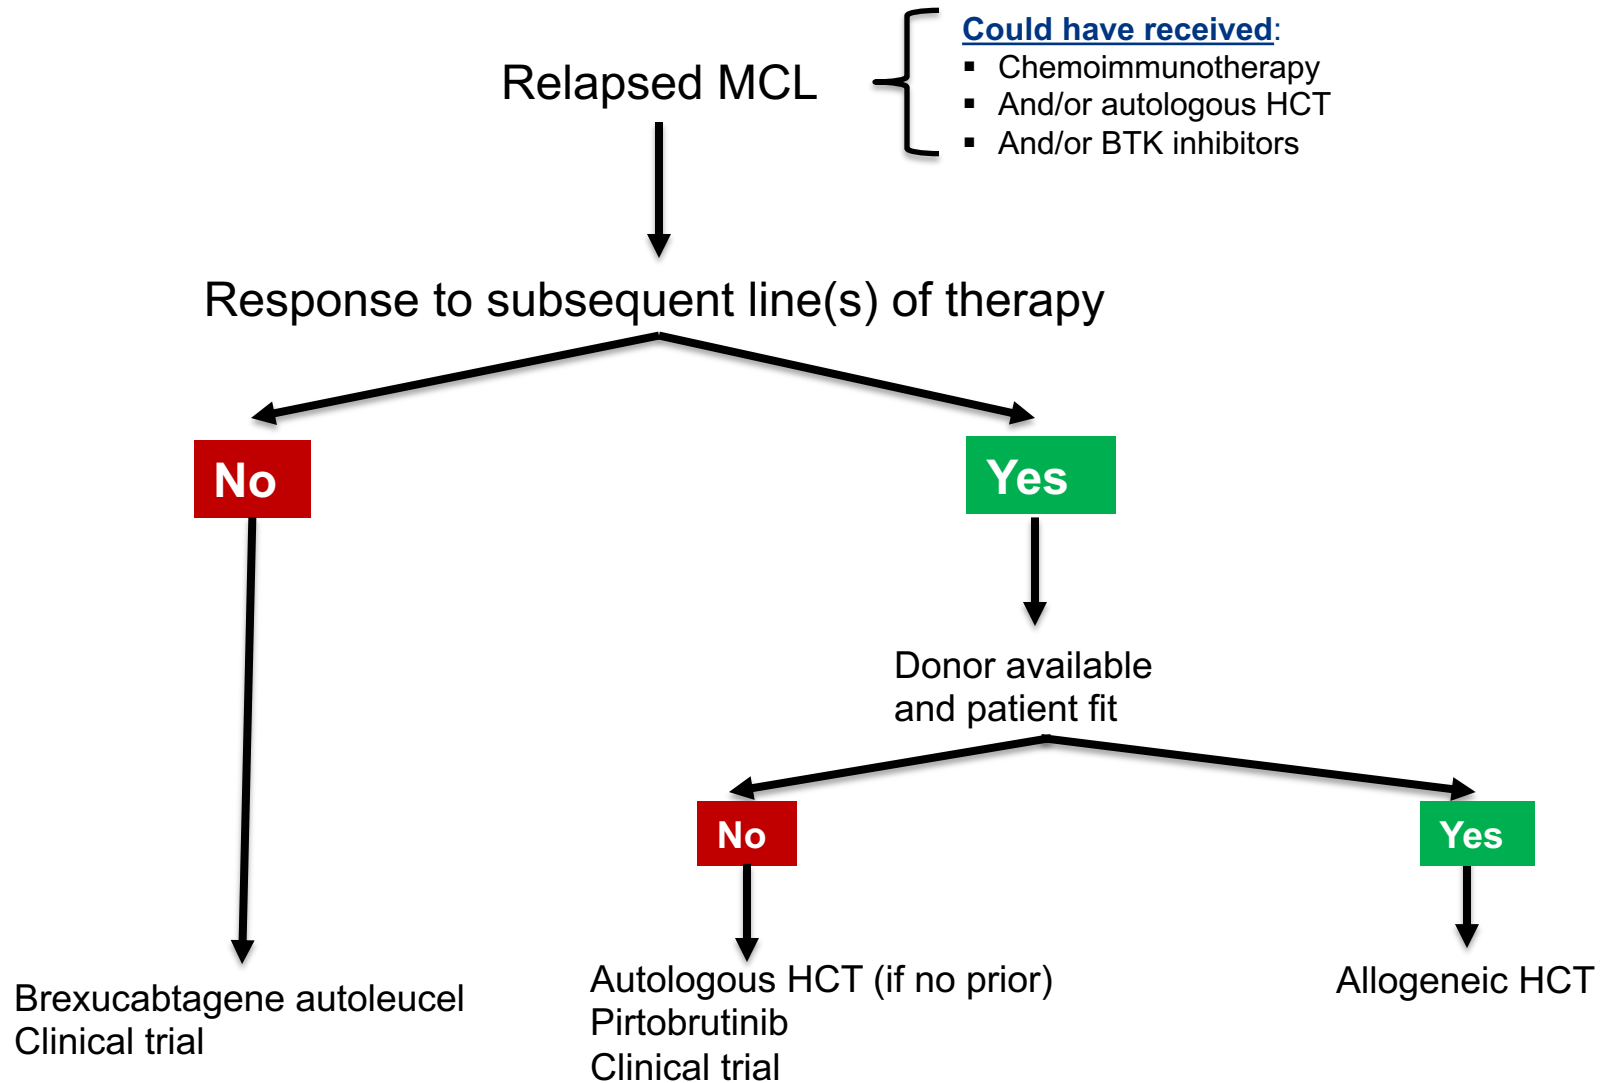 Could have received:
Relapsed MCL
▪ Chemoimmunotherapy
▪ And/or autologous HCT
▪ And/or BTK inhibitors
Response to subsequent line(s) of therapy
No
Yes
Donor available
and patient fit
No
Yes
Brexucabtagene autoleucel
Clinical trial
Autologous HCT (if no prior)
Pirtobrutinib
Clinical trial
Allogeneic HCT